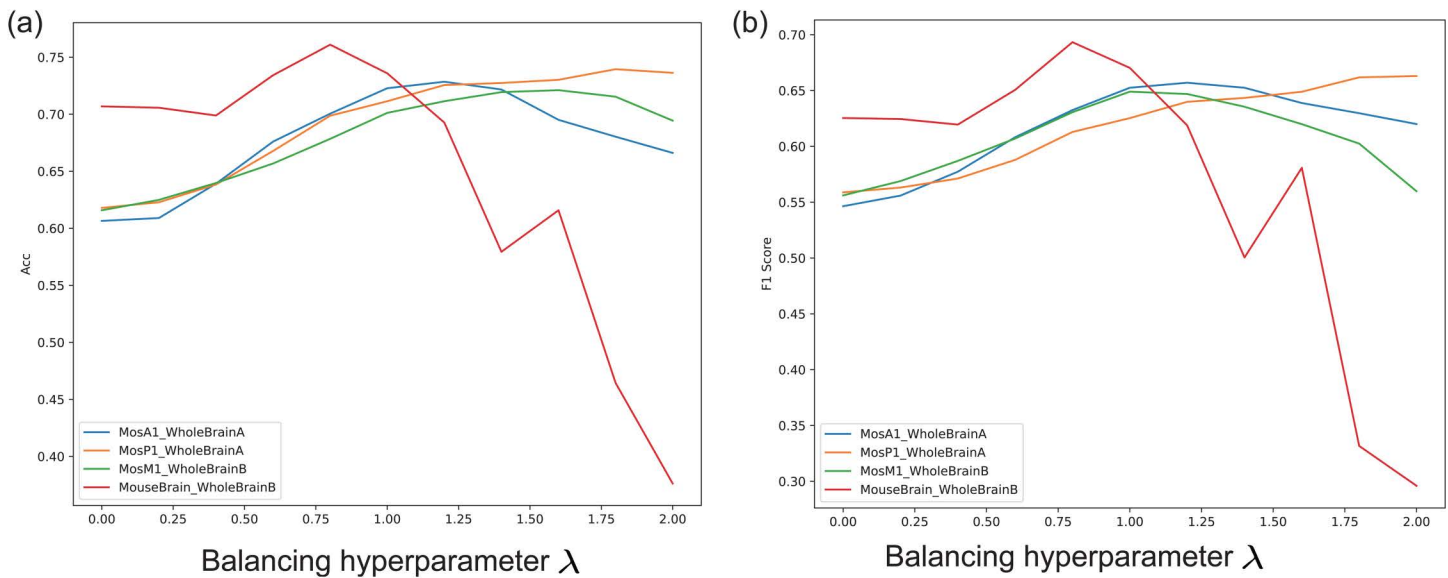 (a)
0.75
0.70
0.65
0.60
0.55
0.50
0.45
0.40
Acc
MosA1_WholeBrainA
MosP1_WholeBrainA
MosM1_WholeBrainB
MouseBrain_WholeBrainB
0.00 0.25 0.50 0.75 1.00 1.25 1.50 1.75 2.00
Balancing hyperparameter λ
(b)
0.70
0.65
0.60
0.55
0.50
0.45
0.40
0.35
0.30
F1 Score
MosA1_WholeBrainA
MosP1_WholeBrainA
MosM1_WholeBrainB
MouseBrain_WholeBrainB
0.00 0.25 0.50 0.75 1.00 1.25 1.50 1.75 2.00
Balancing hyperparameter λ